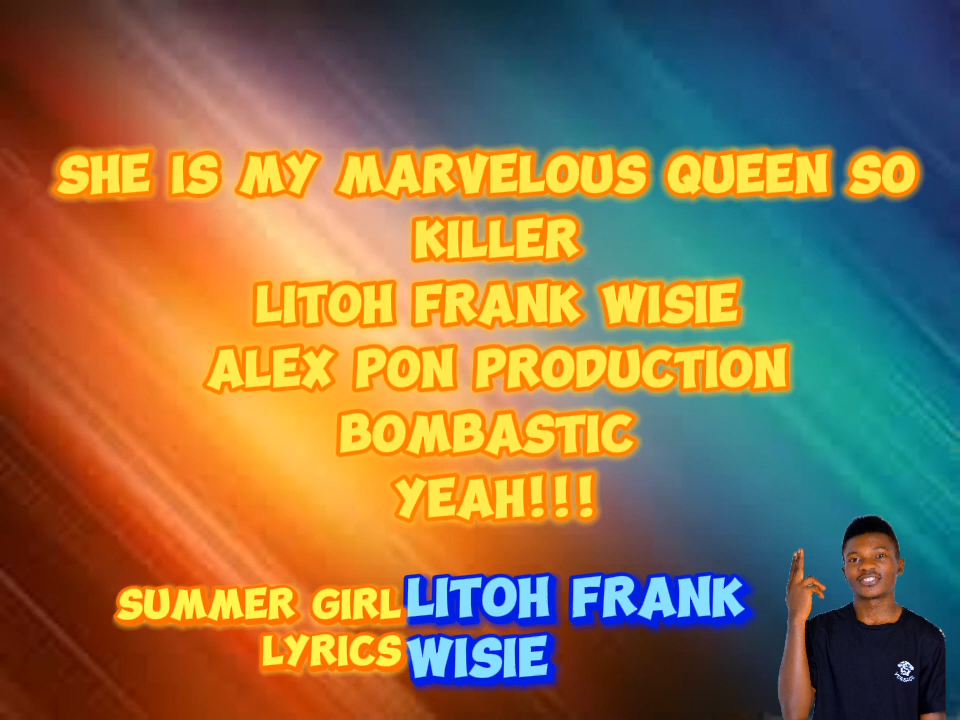 SHE IS MY MARVELOUS QUEEN SO
KILLER
LITOH FRANK WISIE
ALEX PON PRODUCTION
BOMBASTIC
YEAH!!!
SUMMER GIRL LITOH FRANK
LYRICS WISIE